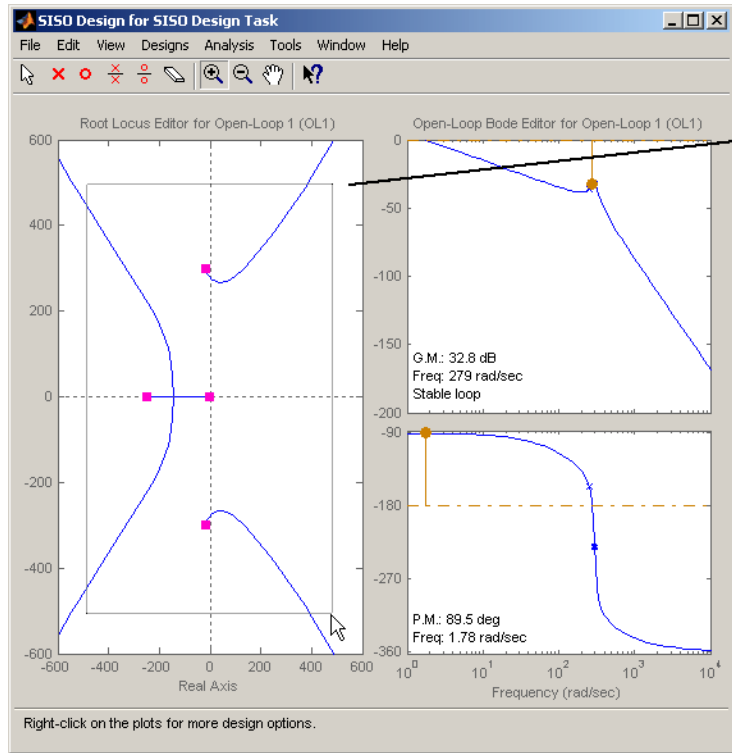 SISO Design for SISO Design Task
File Edit View Designs Analysis Tools Window Help
Root Locus Editor for Open-Loop 1 (OL1)
600
400
200
0
-200
-400
-600
-600 -400 -200 0 200 400 600
Real Axis
Open-Loop Bode Editor for Open-Loop 1 (OL1)
0
-50
-100
-150
-200
G.M.: 32.8 dB
Freq: 279 rad/sec
Stable loop
-90
-180
-270
-360
P.M.: 89.5 deg
Freq: 1.78 rad/sec
10^0 10^1 10^2 10^3 10^4
Frequency (rad/sec)
Right-click on the plots for more design options.